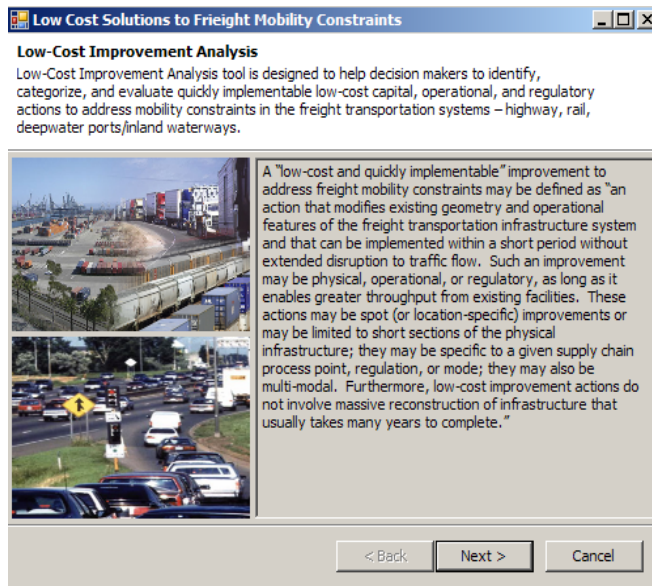 Low Cost Solutions to Frieight Mobility Constraints
Low-Cost Improvement Analysis
Low-Cost Improvement Analysis tool is designed to help decision makers to identify,
categorize, and evaluate quickly implementable low-cost capital, operational, and regulatory
actions to address mobility constraints in the freight transportation systems – highway, rail,
deepwater ports/inland waterways.
A "low-cost and quickly implementable" improvement to
address freight mobility constraints may be defined as "an
action that modifies existing geometry and operational
features of the freight transportation infrastructure system
and that can be implemented within a short period without
extended disruption to traffic flow.  Such an improvement
may be physical, operational, or regulatory, as long as it
enables greater throughput from existing facilities.  These
actions may be spot (or location-specific) improvements or
may be limited to short sections of the physical
infrastructure; they may be specific to a given supply chain
process point, regulation, or mode; they may also be
multi-modal.  Furthermore, low-cost improvement actions do
not involve massive reconstruction of infrastructure that
usually takes many years to complete."
< Back
Next >
Cancel